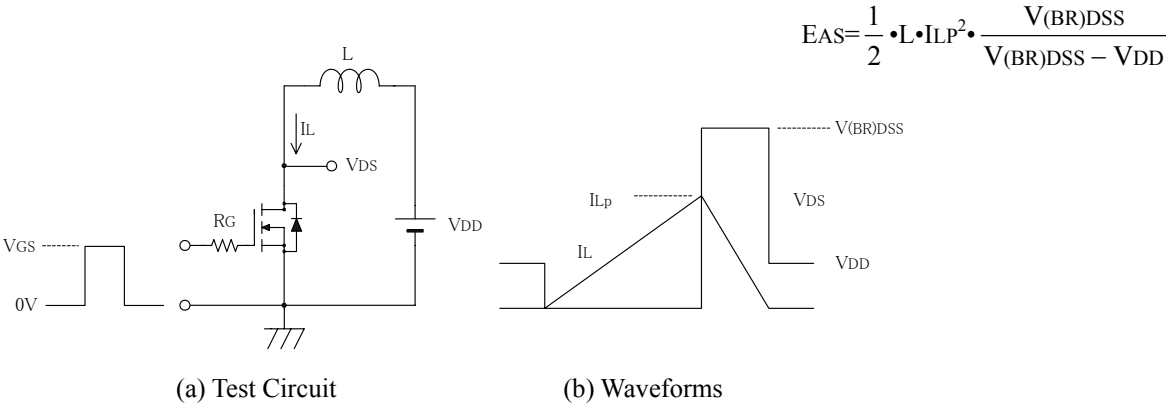 EAS= 1/2 •L•ILP²• V(BR)DSS / V(BR)DSS − VDD
L
IL
VDS
RG
VDD
VGS
0V
V(BR)DSS
ILp
VDS
IL
VDD
(a) Test Circuit
(b) Waveforms